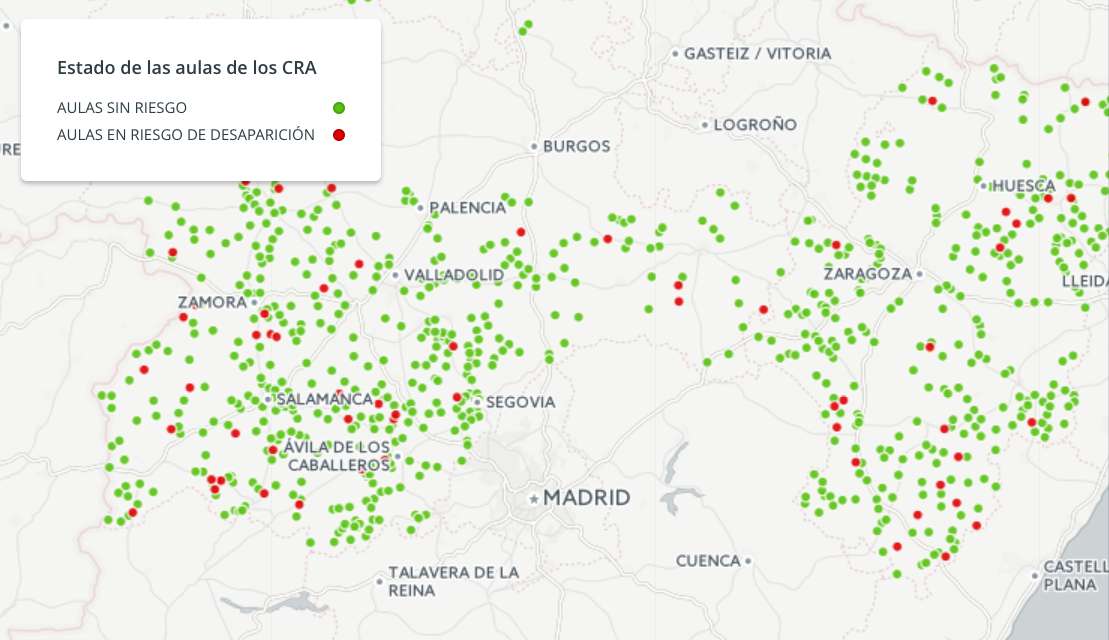 Estado de las aulas de los CRA
AULAS SIN RIESGO
AULAS EN RIESGO DE DESAPARICIÓN
GASTEIZ / VITORIA
LOGROÑO
BURGOS
HUESCA
PALENCIA
VALLADOLID
ZARAGOZA
LLEIDA
ZAMORA
SALAMANCA
SEGOVIA
ÁVILA DE LOS
CABALLEROS
MADRID
CUENCA
TALAVERA DE LA
REINA
CASTELL
PLANA